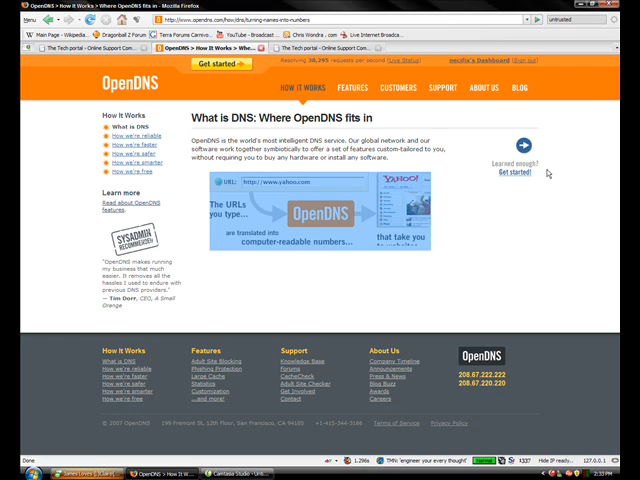 OpenDNS > How It Works > Where OpenDNS fits in - Mozilla Firefox
Menu
http://www.opendns.com/how/dns/turning-names-into-numbers
untrusted
Main Page - Wikipedia...
Dragonball Z Forum
Terra Forums Carnivo...
YouTube - Broadcast ...
Chris Wondra . com
Live Internet Broadca...
The Tech portal - Online Support Com...
OpenDNS > How It Works > Whe...
The Tech portal - Online Support Com...
Get started
Resolving 38,295 requests per second (Live Status)
Dashboard (Sign out)
OpenDNS
HOW IT WORKS
FEATURES
CUSTOMERS
SUPPORT
ABOUT US
BLOG
How It Works
What is DNS
How we're reliable
How we're faster
How we're safer
How we're smarter
How we're free
Learn more
Read about OpenDNS
features.
SYSADMIN
RECOMMENDED
"OpenDNS makes running
my business that much
easier. It removes all the
hassles I used to endure with
previous DNS providers."
— Tim Dorr, CEO, A Small
Orange
What is DNS: Where OpenDNS fits in
OpenDNS is the world's most intelligent DNS service. Our global network and our
software work together symbiotically to offer a set of features custom-tailored to you,
without requiring you to buy any hardware or install any software.
URL: http://www.yahoo.com
YAHOO!
The URLs
you type...
OpenDNS
are translated into
computer-readable numbers...
that take you
to websites
Learned enough?
Get started!
How It Works
What is DNS
How we're reliable
How we're faster
How we're safer
How we're smarter
How we're free
Features
Adult Site Blocking
Phishing Protection
Large Cache
Statistics
Customization
...and more!
Support
Knowledge Base
Forums
CacheCheck
Adult Site Checker
Get Involved
Contact
About Us
Company Timeline
Announcements
Press & News
Blog Buzz
Awards
Careers
OpenDNS
208.67.222.222
208.67.220.220
© 2007 OpenDNS
199 Fremont St, 12th Floor, San Francisco, CA 94105
+1-415-344-3166
Terms of Service
Privacy Policy
Done
1.296s
TMN: 'engineer your every thought'
Normal
1337
Hide IP ready...
127.0.0.1
OpenDNS > How It W...
Camtasia Studio - Unti...
2:33 PM